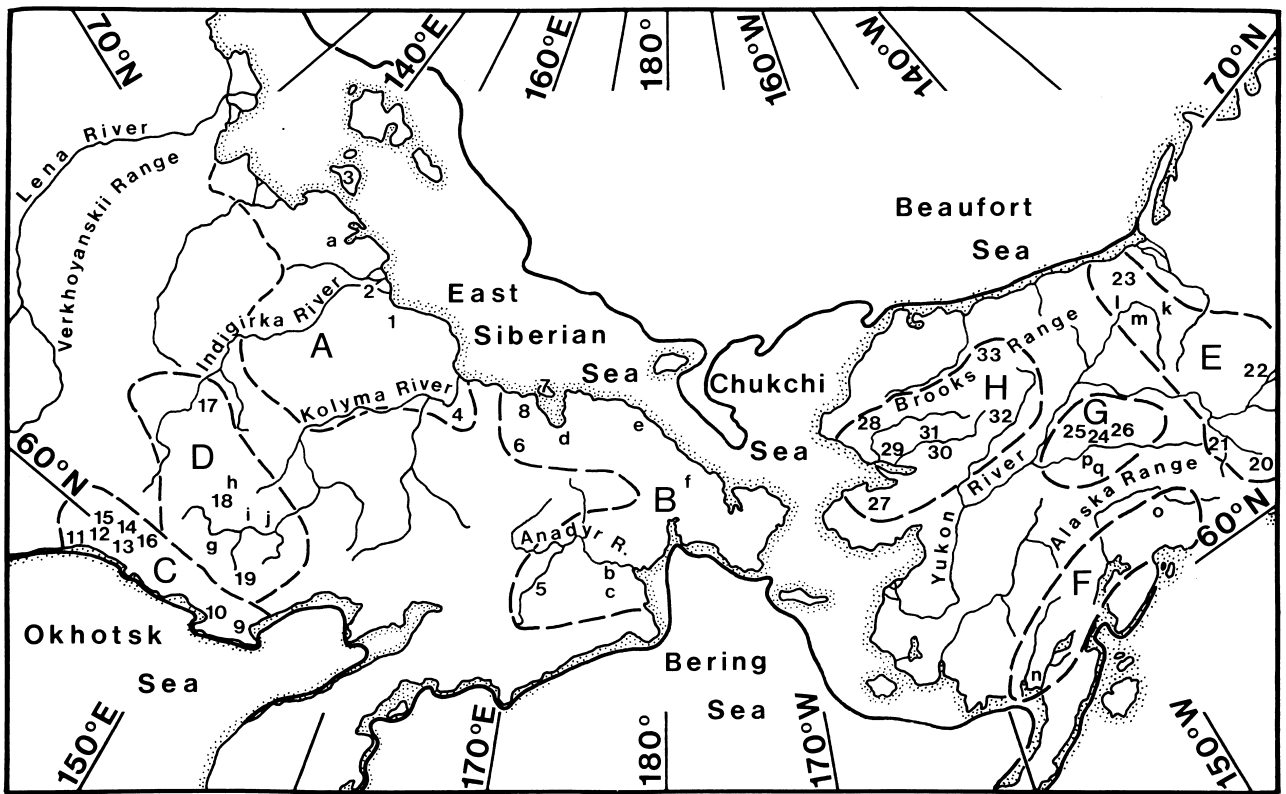 70°N
140°E
160°E
180°
160°W
140°W
70°N
Lena River
Verkhoyanskii Range
3
a
Indigirka River
2
1
A
East
Siberian
Sea
Beaufort
Sea
Chukchi
Sea
Kolyma River
4
7
8
6
d
e
f
B
17
D
h
18
i
j
g
19
60°N
15
14
11
12
13
16
C
10
9
Okhotsk
Sea
Anadyr R.
5
b
c
Bering
Sea
23
l
m
k
E
22
Brooks Range
33
H
32
28
31
29
30
27
G
25
24
26
21
20
p
q
Yukon River
Alaska Range
o
60°N
F
n
150°E
170°E
180°
170°W
150°W